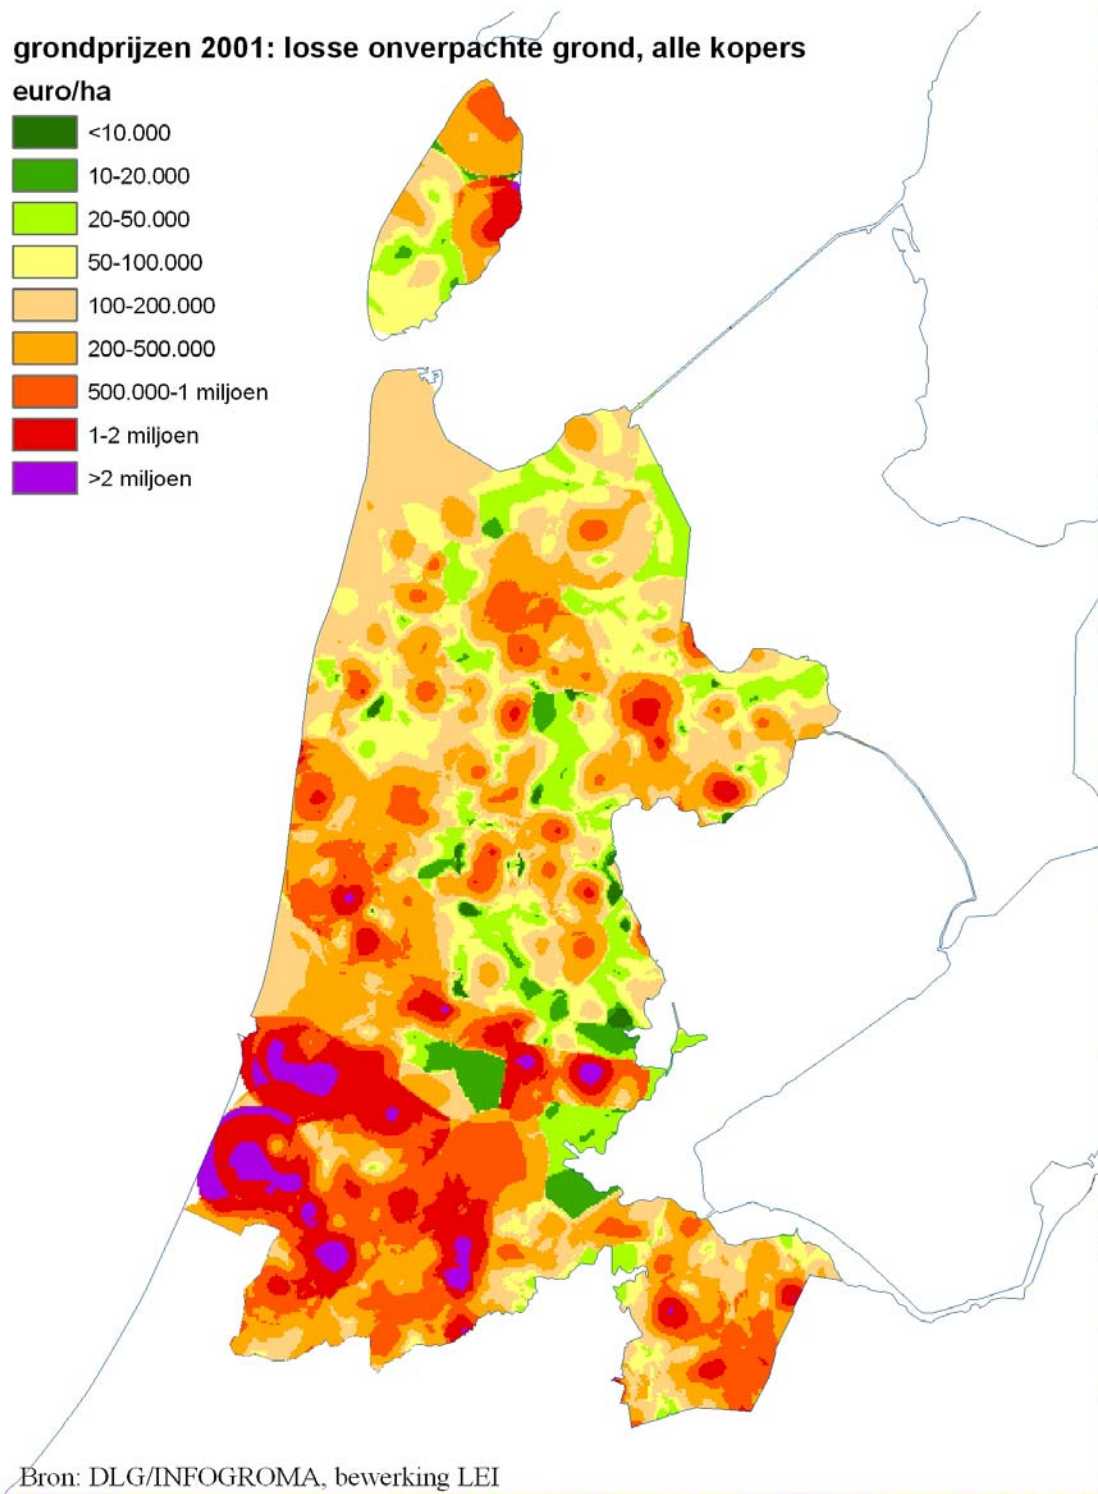 grondprijzen 2001: losse onverpachte grond, alle kopers
euro/ha
<10.000
10-20.000
20-50.000
50-100.000
100-200.000
200-500.000
500.000-1 miljoen
1-2 miljoen
>2 miljoen
Bron: DLG/INFOGROMA, bewerking LEI